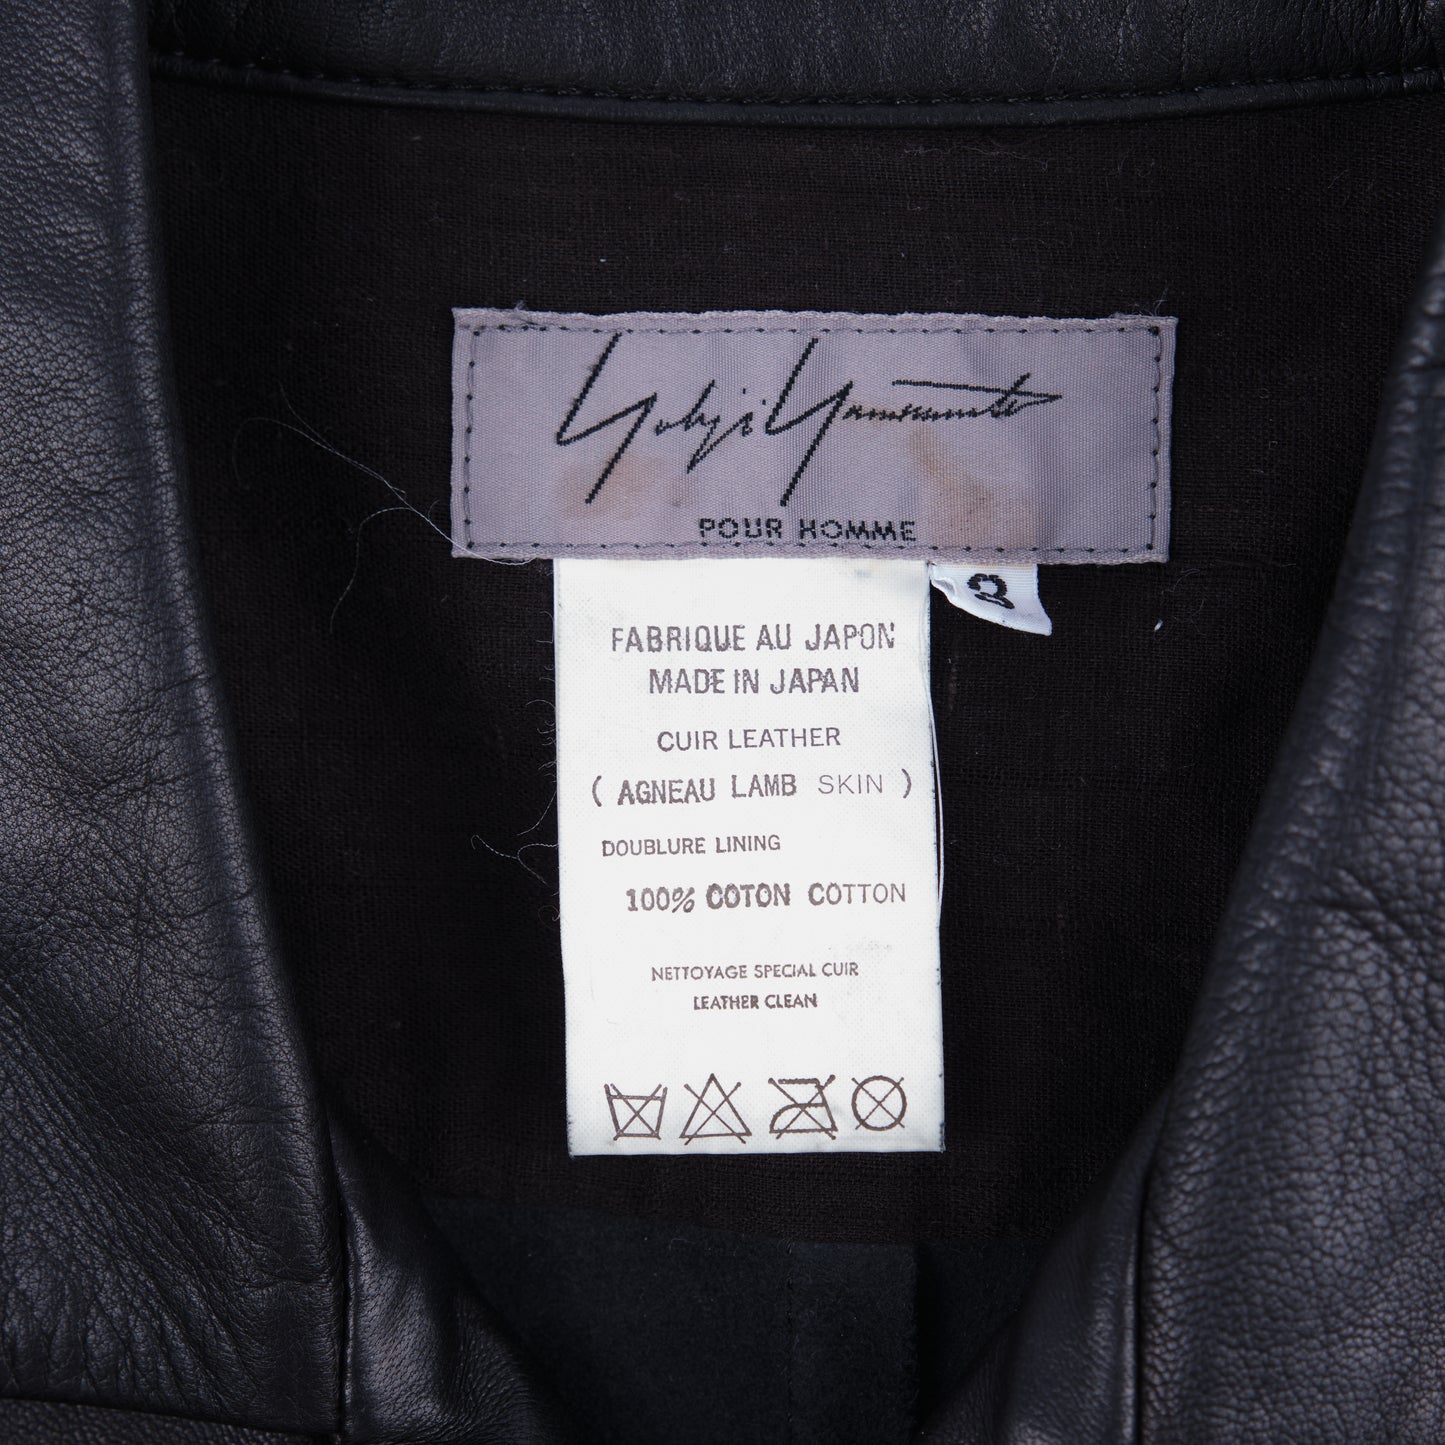 Yohji Yamamoto
POUR HOMME
3
FABRIQUE AU JAPON
MADE IN JAPAN
CUIR LEATHER
( AGNEAU LAMB SKIN )
DOUBLURE LINING
100% COTON COTTON
NETTOYAGE SPECIAL CUIR
LEATHER CLEAN